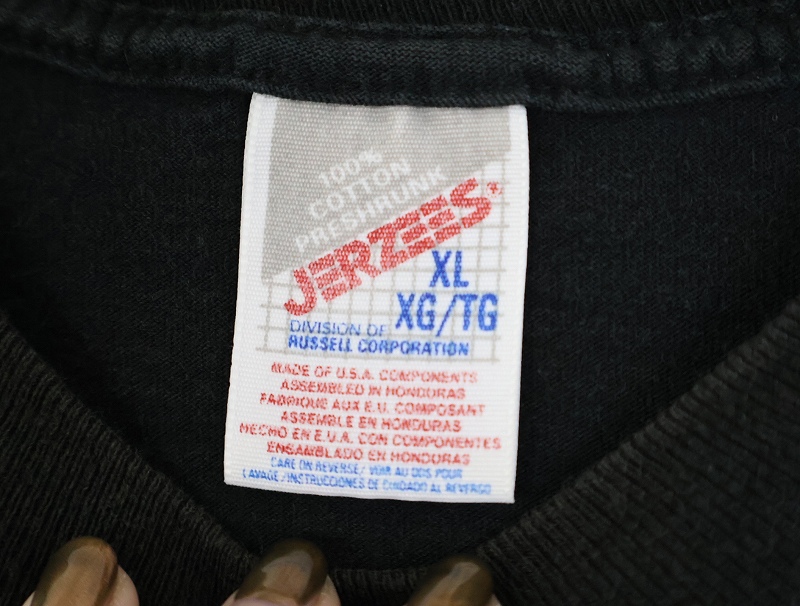 100%
COTTON
PRESHRUNK
JERZEES®
XL
XG/TG
DIVISION OF
RUSSELL CORPORATION
MADE OF U.S.A. COMPONENTS
ASSEMBLED IN HONDURAS
FABRIQUE AUX E.U. COMPOSANT
ASSEMBLE EN HONDURAS
HECHO EN E.U.A. CON COMPONENTES
ENSAMBLADO EN HONDURAS
CARE ON REVERSE/ VOIR AU DOS POUR
LAVAGE/INSTRUCCIONES DE CUIDADO AL REVERSO